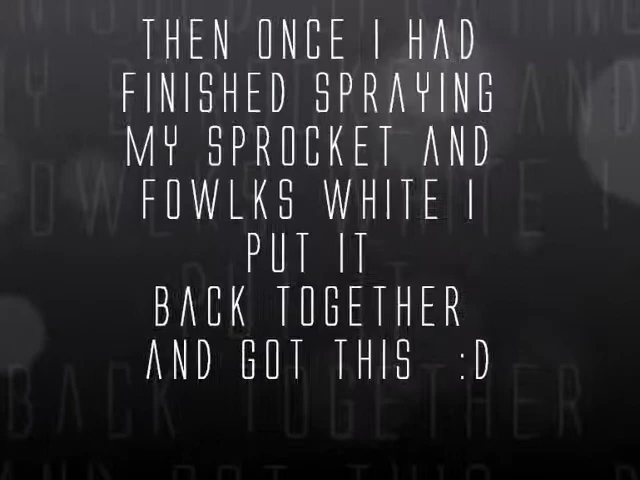 THEN ONCE I HAD
FINISHED SPRAYING
MY SPROCKET AND
FOWLKS WHITE I
PUT IT
BACK TOGETHER
AND GOT THIS :D